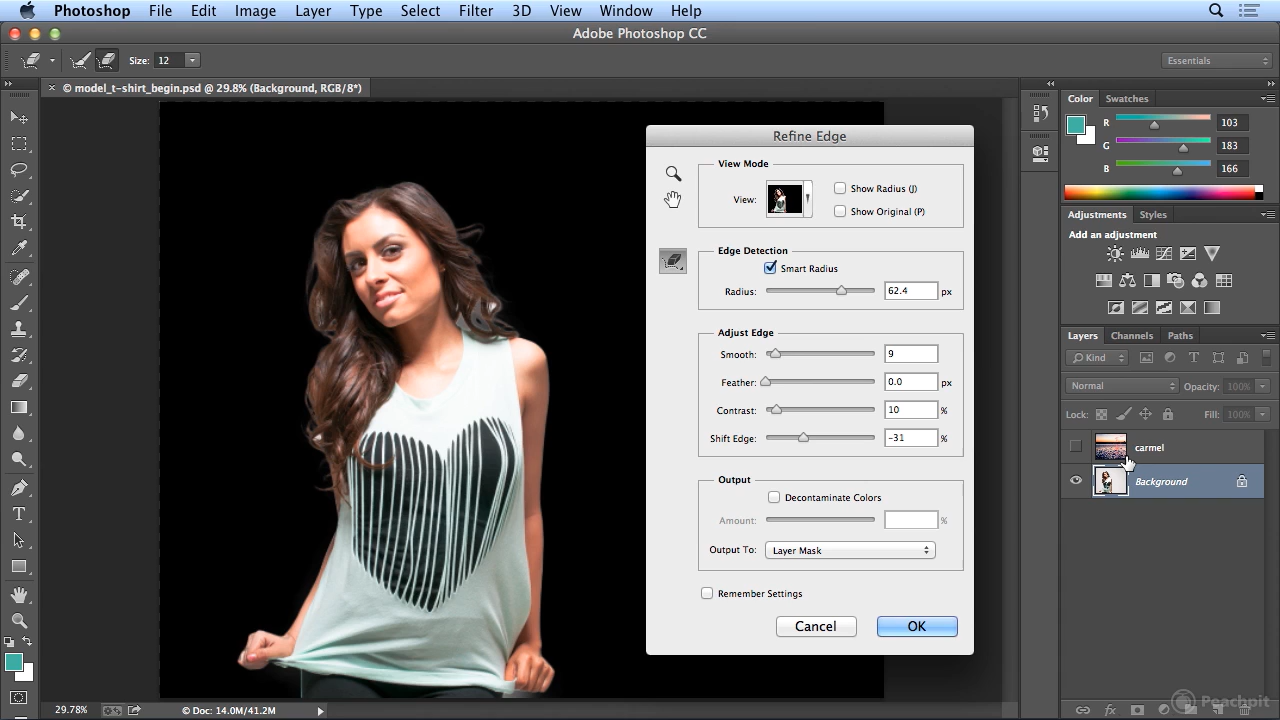 Photoshop File Edit Image Layer Type Select Filter 3D View Window Help
Adobe Photoshop CC
Size: 12 Essentials
× © model_t-shirt_begin.psd @ 29.8% (Background, RGB/8*)
Color Swatches
R 103
G 183
B 166
Adjustments Styles
Add an adjustment
Layers Channels Paths
Kind
Normal Opacity: 100%
Lock: Fill: 100%
carmel
Background
Refine Edge
View Mode
View: Show Radius (J)
Show Original (P)
Edge Detection
Smart Radius
Radius: 62.4 px
Adjust Edge
Smooth: 9
Feather: 0.0 px
Contrast: 10 %
Shift Edge: -31 %
Output
Decontaminate Colors
Amount: %
Output To: Layer Mask
Remember Settings
Cancel OK
29.78% © Doc: 14.0M/41.2M
Peachpit